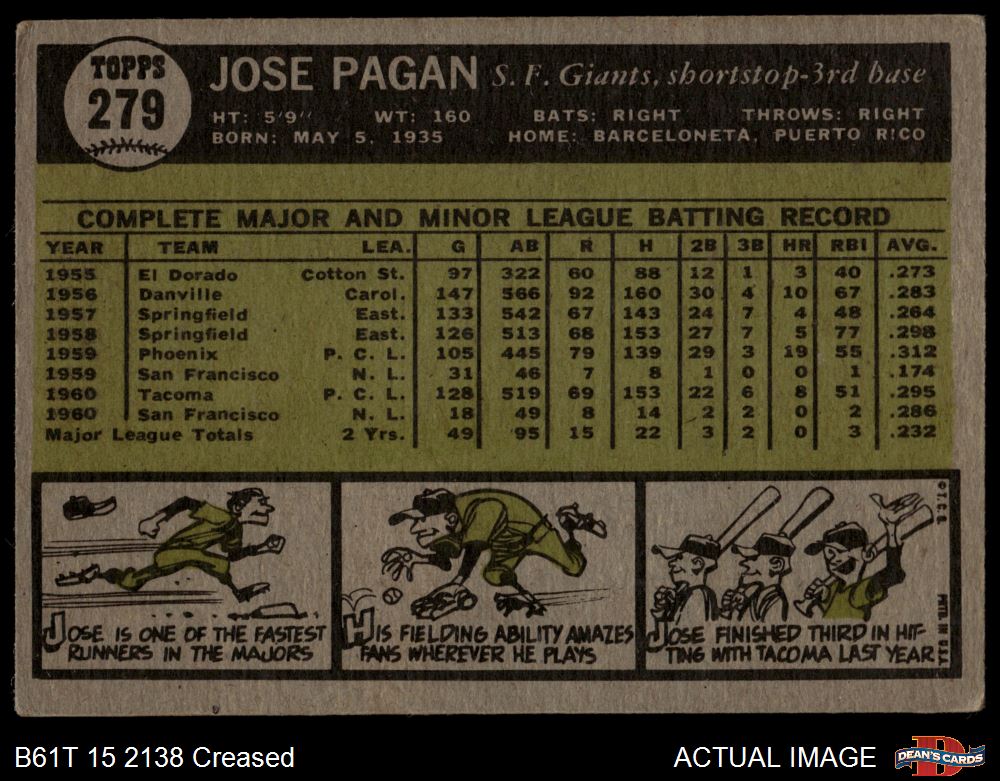 TOPPS
279
JOSE PAGAN S. F. Giants, shortstop-3rd base
HT: 5'9" WT: 160 BATS: RIGHT THROWS: RIGHT
BORN: MAY 5, 1935 HOME: BARCELONETA, PUERTO RICO
COMPLETE MAJOR AND MINOR LEAGUE BATTING RECORD
YEAR TEAM LEA. G AB R H 2B 3B HR RBI AVG.
1955 El Dorado Cotton St. 97 322 60 88 12 1 3 40 .273
1956 Danville Carol. 147 566 92 160 30 4 10 67 .283
1957 Springfield East. 133 542 67 143 24 7 4 48 .264
1958 Springfield East. 126 513 68 153 27 7 5 77 .298
1959 Phoenix P. C. L. 105 445 79 139 29 3 19 55 .312
1959 San Francisco N. L. 31 46 7 8 1 0 0 1 .174
1960 Tacoma P. C. L. 128 519 69 153 22 6 8 51 .295
1960 San Francisco N. L. 18 49 8 14 2 2 0 2 .286
Major League Totals 2 Yrs. 49 95 15 22 3 2 0 3 .232
JOSE IS ONE OF THE FASTEST
RUNNERS IN THE MAJORS
HIS FIELDING ABILITY AMAZES
FANS WHEREVER HE PLAYS
JOSE FINISHED THIRD IN HIT-
TING WITH TACOMA LAST YEAR
© T. C. G.
PRTD. IN U.S.A.
B61T 15 2138 Creased
ACTUAL IMAGE
D
DEAN'S CARDS